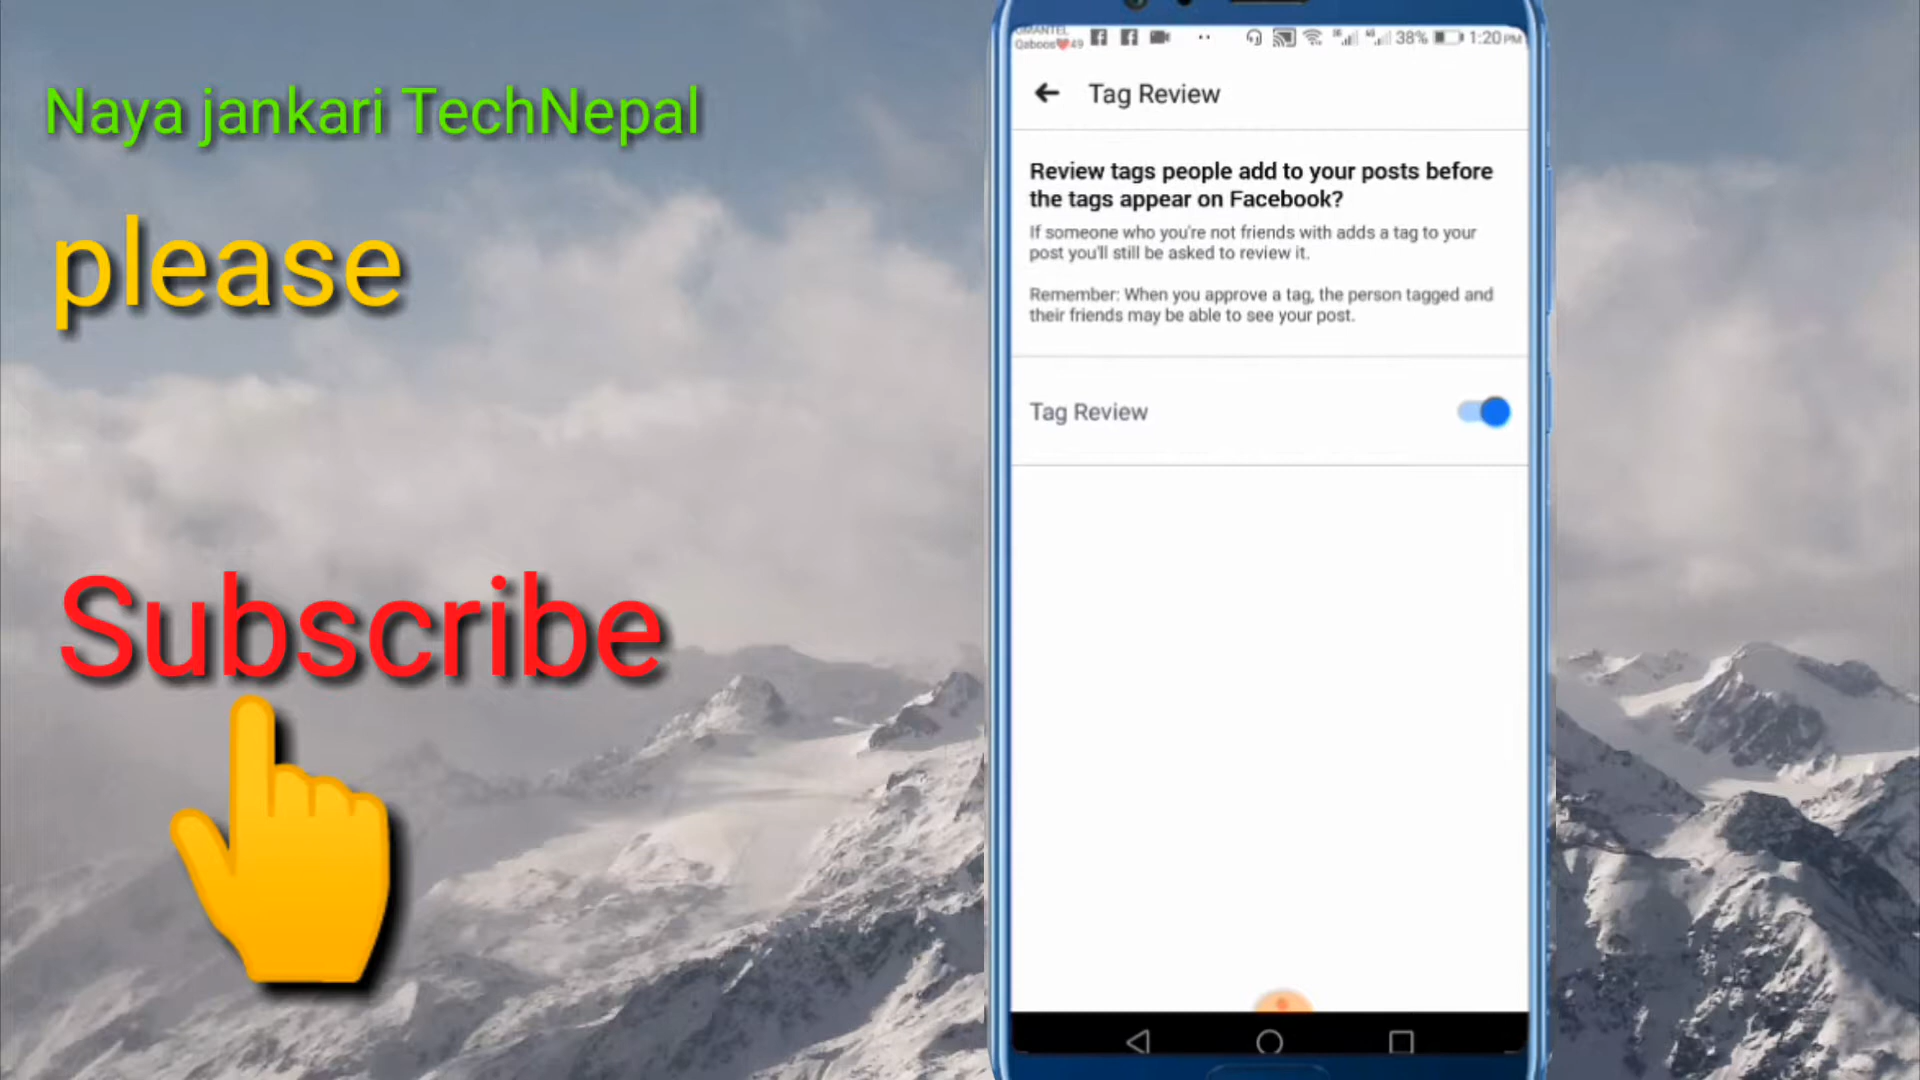 Naya jankari TechNepal
please
Subscribe
OMANTEL
Qaboos❤49
38% 1:20 PM
Tag Review
Review tags people add to your posts before
the tags appear on Facebook?
If someone who you're not friends with adds a tag to your
post you'll still be asked to review it.
Remember: When you approve a tag, the person tagged and
their friends may be able to see your post.
Tag Review